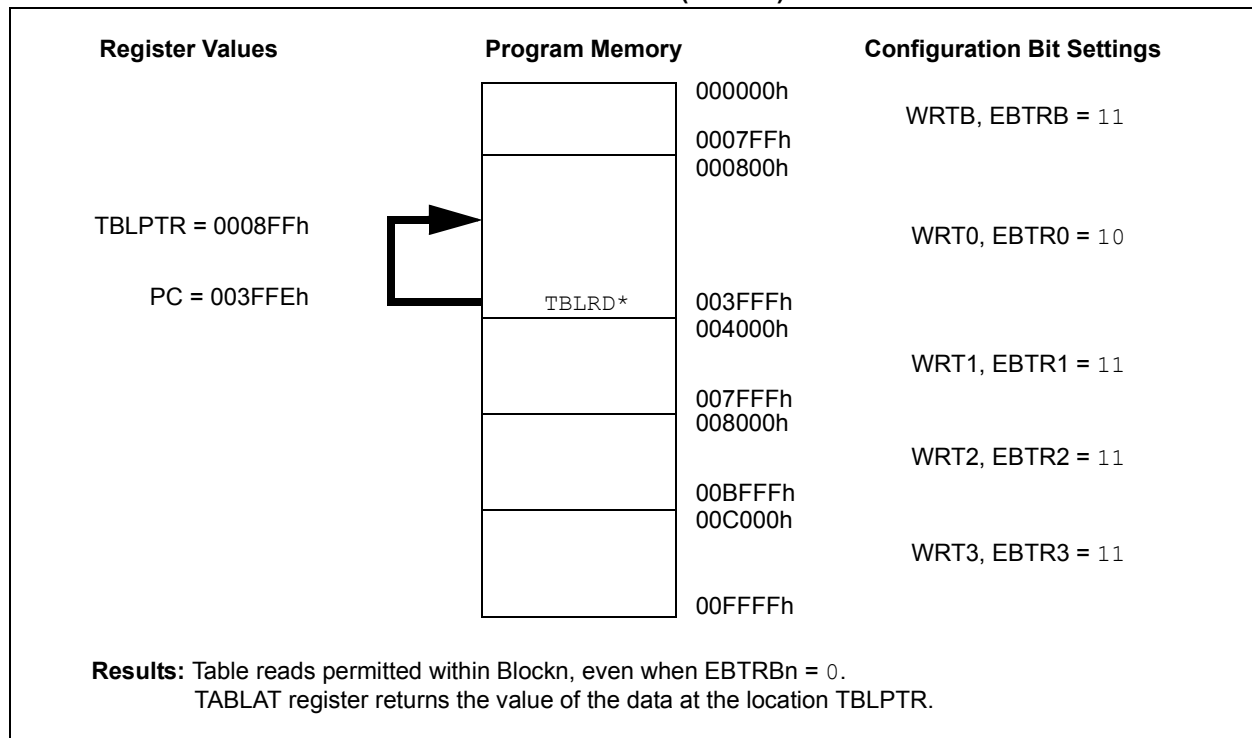 Register Values Program Memory Configuration Bit Settings
000000h
WRTB, EBTRB = 11
0007FFh
000800h
TBLPTR = 0008FFh WRT0, EBTR0 = 10
PC = 003FFEh TBLRD* 003FFFh
004000h
WRT1, EBTR1 = 11
007FFFh
008000h
WRT2, EBTR2 = 11
00BFFFh
00C000h
WRT3, EBTR3 = 11
00FFFFh
Results: Table reads permitted within Blockn, even when EBTRBn = 0.
TABLAT register returns the value of the data at the location TBLPTR.